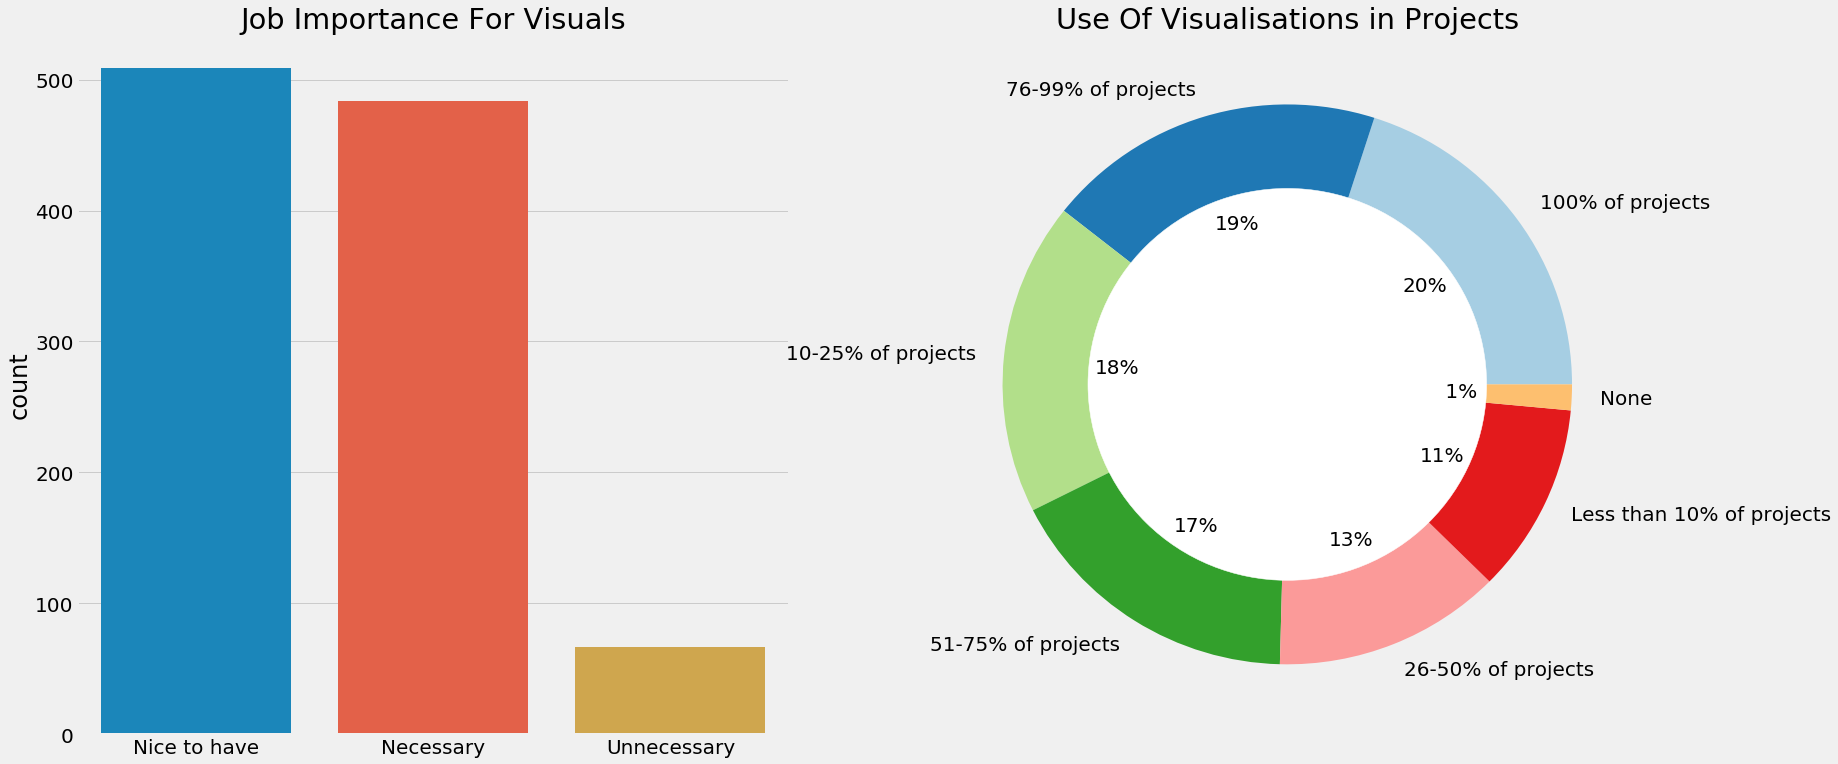 Job Importance For Visuals
count
500
400
300
200
100
0
Nice to have
Necessary
Unnecessary
Use Of Visualisations in Projects
76-99% of projects
100% of projects
10-25% of projects
None
Less than 10% of projects
51-75% of projects
26-50% of projects
19%
20%
18%
1%
11%
17%
13%